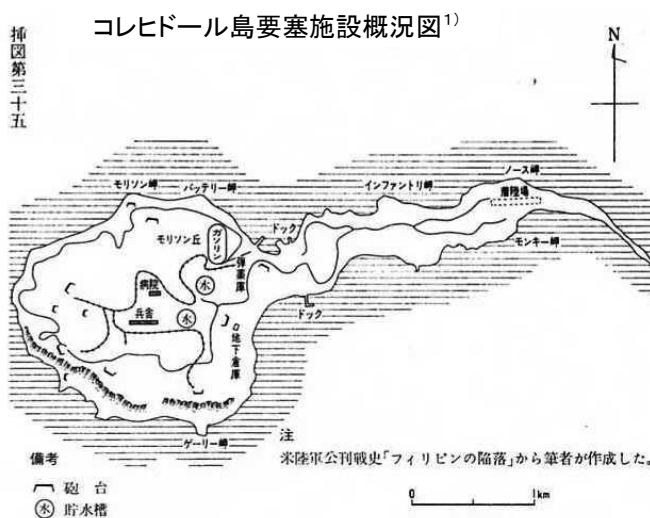 コレヒドール島要塞施設概況図1)
挿図第三十五
N
モリソン岬
バッテリー岬
インファントリ岬
ノース岬
離陸場
ドック
モリソン丘
ガソリン
弾薬庫
モンキー岬
病院
水
兵舎
水
地下倉庫
ドック
ゲーリー岬
注
米陸軍公刊戦史「フィリピンの陥落」から筆者が作成した。
備考
砲台
水 貯水槽
0 1km